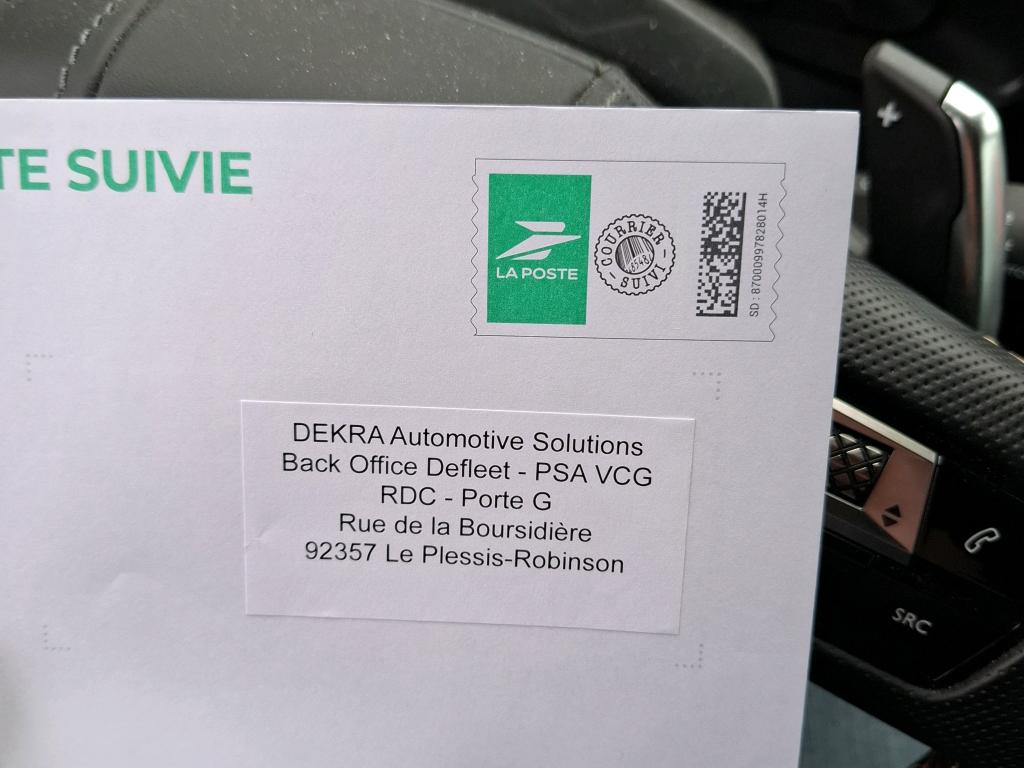 TE SUIVIE
LA POSTE
COURRIER
SUIVI
SD : 87000997828014H
DEKRA Automotive Solutions
Back Office Defleet - PSA VCG
RDC - Porte G
Rue de la Boursidière
92357 Le Plessis-Robinson
SRC